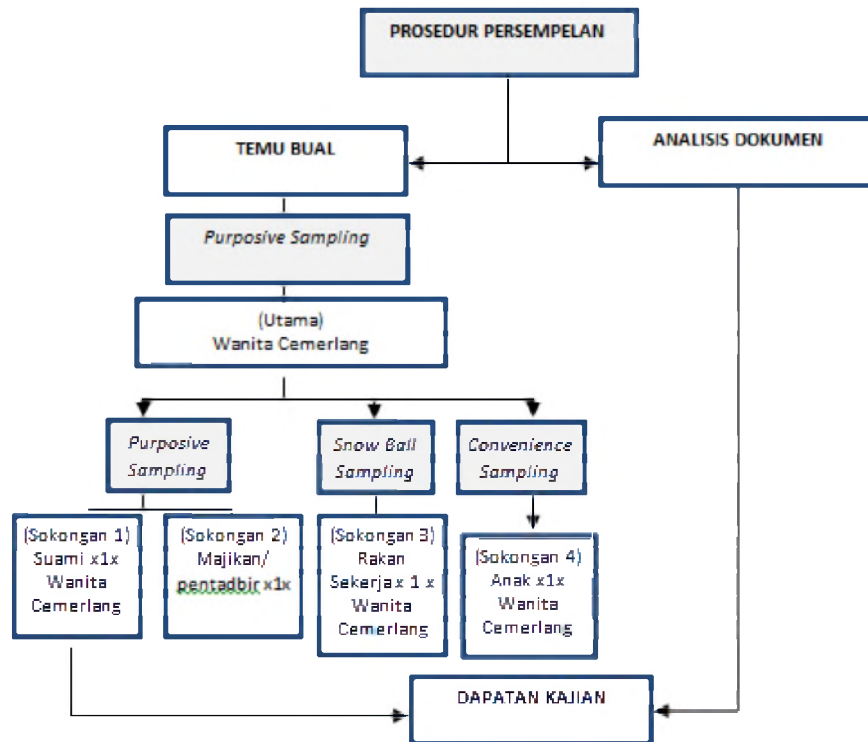 PROSEDUR PERSEMPELAN
TEMU BUAL
ANALISIS DOKUMEN
Purposive Sampling
(Utama)
Wanita Cemerlang
Purposive
Sampling
Snow Ball
Sampling
Convenience
Sampling
(Sokongan 1)
Suami x1x
Wanita
Cemerlang
(Sokongan 2)
Majikan/
pentadbir x1x
(Sokongan 3)
Rakan
Sekerja x 1 x
Wanita
Cemerlang
(Sokongan 4)
Anak x1x
Wanita
Cemerlang
DAPATAN KAJIAN